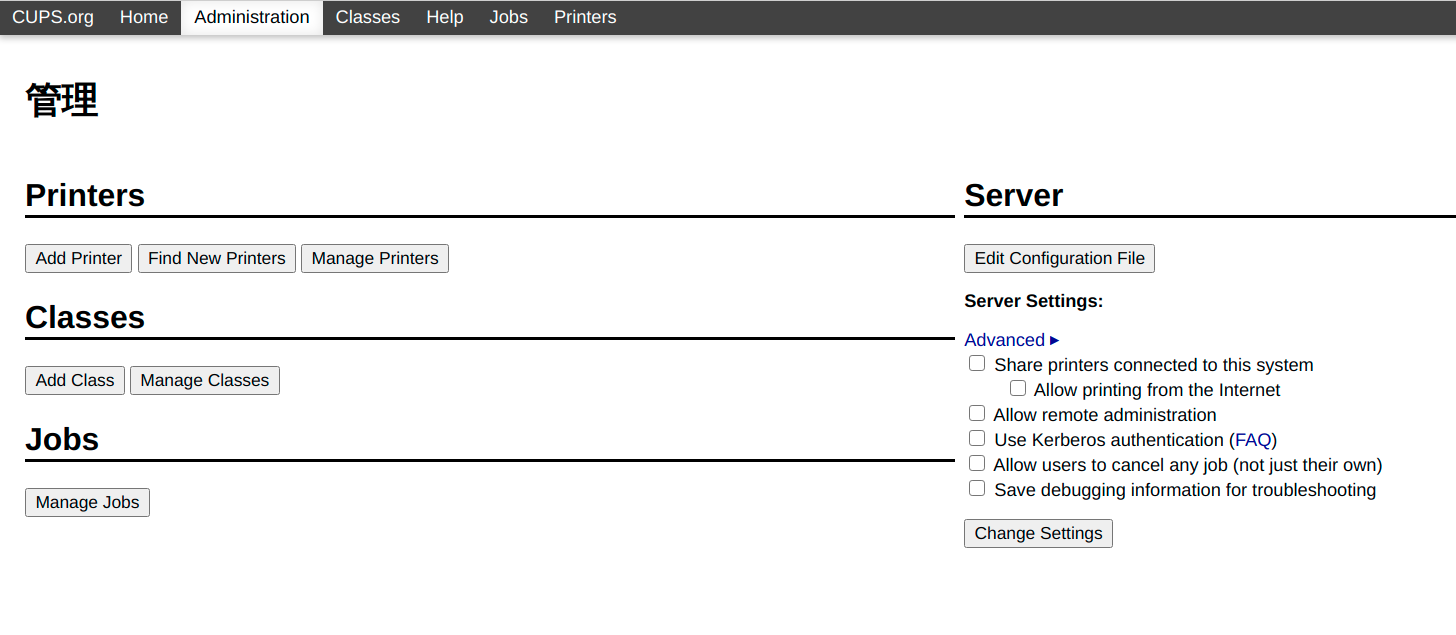 CUPS.org Home Administration Classes Help Jobs Printers
管理
Printers
Add Printer Find New Printers Manage Printers
Classes
Add Class Manage Classes
Jobs
Manage Jobs
Server
Edit Configuration File
Server Settings:
Advanced ▸
Share printers connected to this system
Allow printing from the Internet
Allow remote administration
Use Kerberos authentication (FAQ)
Allow users to cancel any job (not just their own)
Save debugging information for troubleshooting
Change Settings